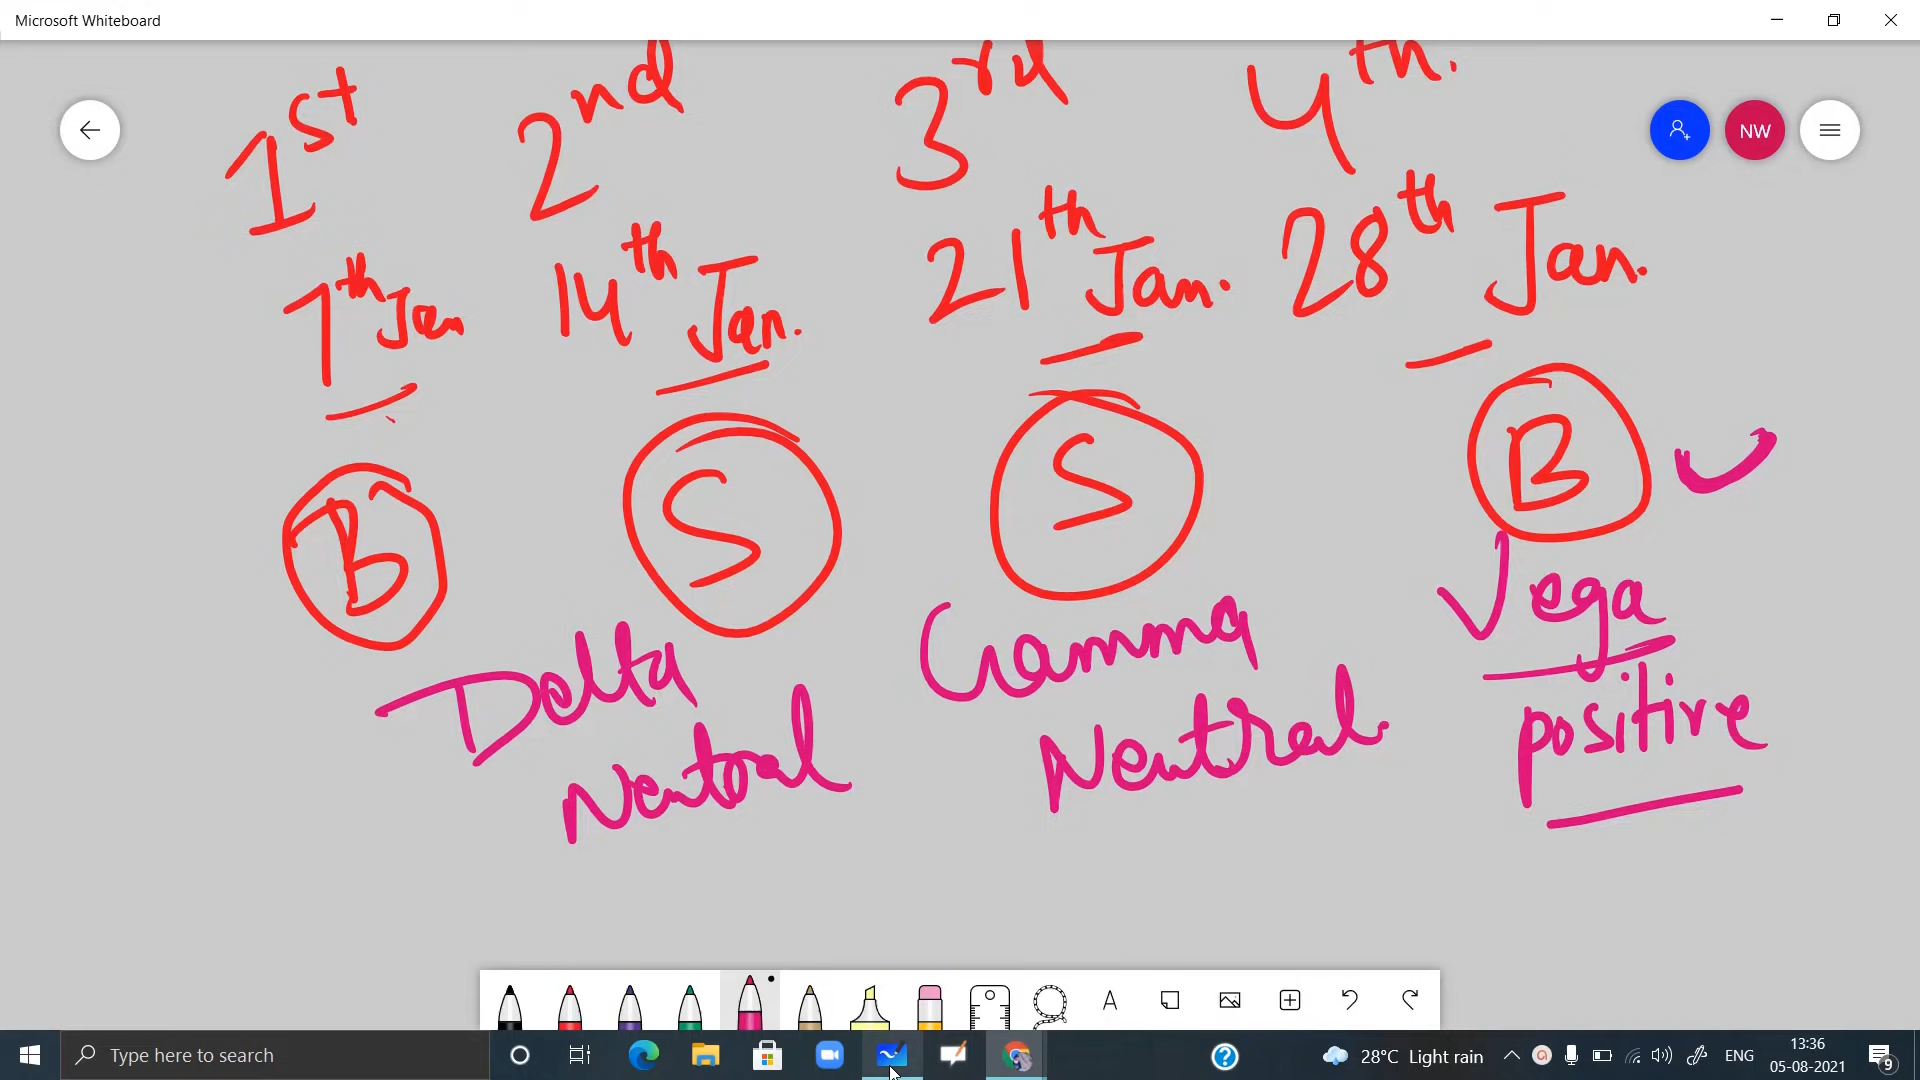 Microsoft Whiteboard
1st 2nd 3rd 4th.
7th Jan 14th Jan. 21th Jan. 28th Jan.
B S S B
Delta Neutral
Gamma Neutral
Vega positive
NW
A
Type here to search
28°C Light rain
ENG
13:36
05-08-2021
9